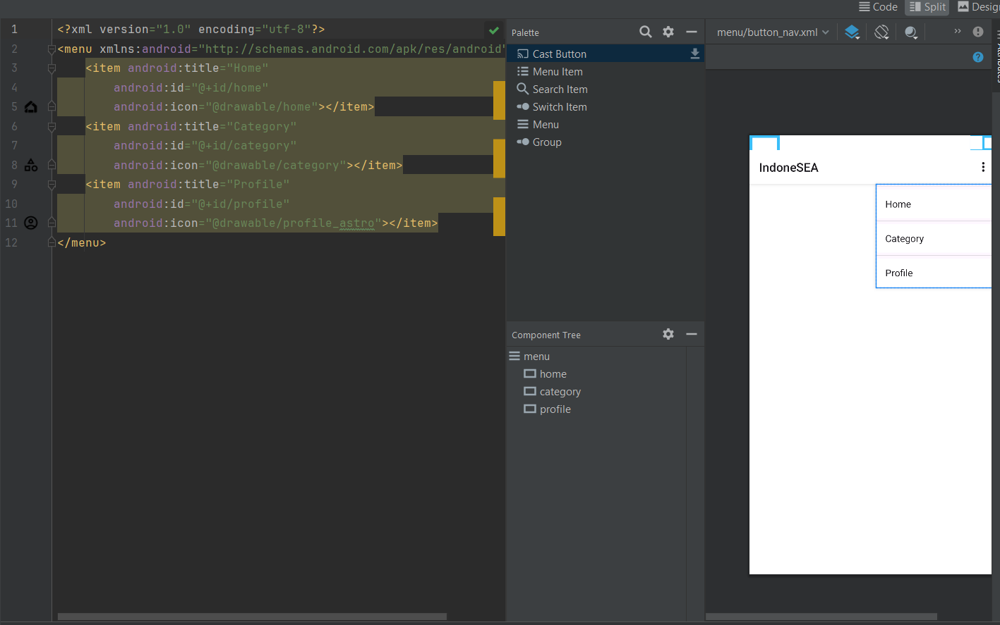 Code Split Design
1 <?xml version="1.0" encoding="utf-8"?>
2 <menu xmlns:android="http://schemas.android.com/apk/res/android"
3 <item android:title="Home"
4 android:id="@+id/home"
5 android:icon="@drawable/home"></item>
6 <item android:title="Category"
7 android:id="@+id/category"
8 android:icon="@drawable/category"></item>
9 <item android:title="Profile"
10 android:id="@+id/profile"
11 android:icon="@drawable/profile_astro"></item>
12 </menu>
Palette
Cast Button
Menu Item
Search Item
Switch Item
Menu
Group
Component Tree
menu
home
category
profile
menu/button_nav.xml
IndoneSEA
Home
Category
Profile